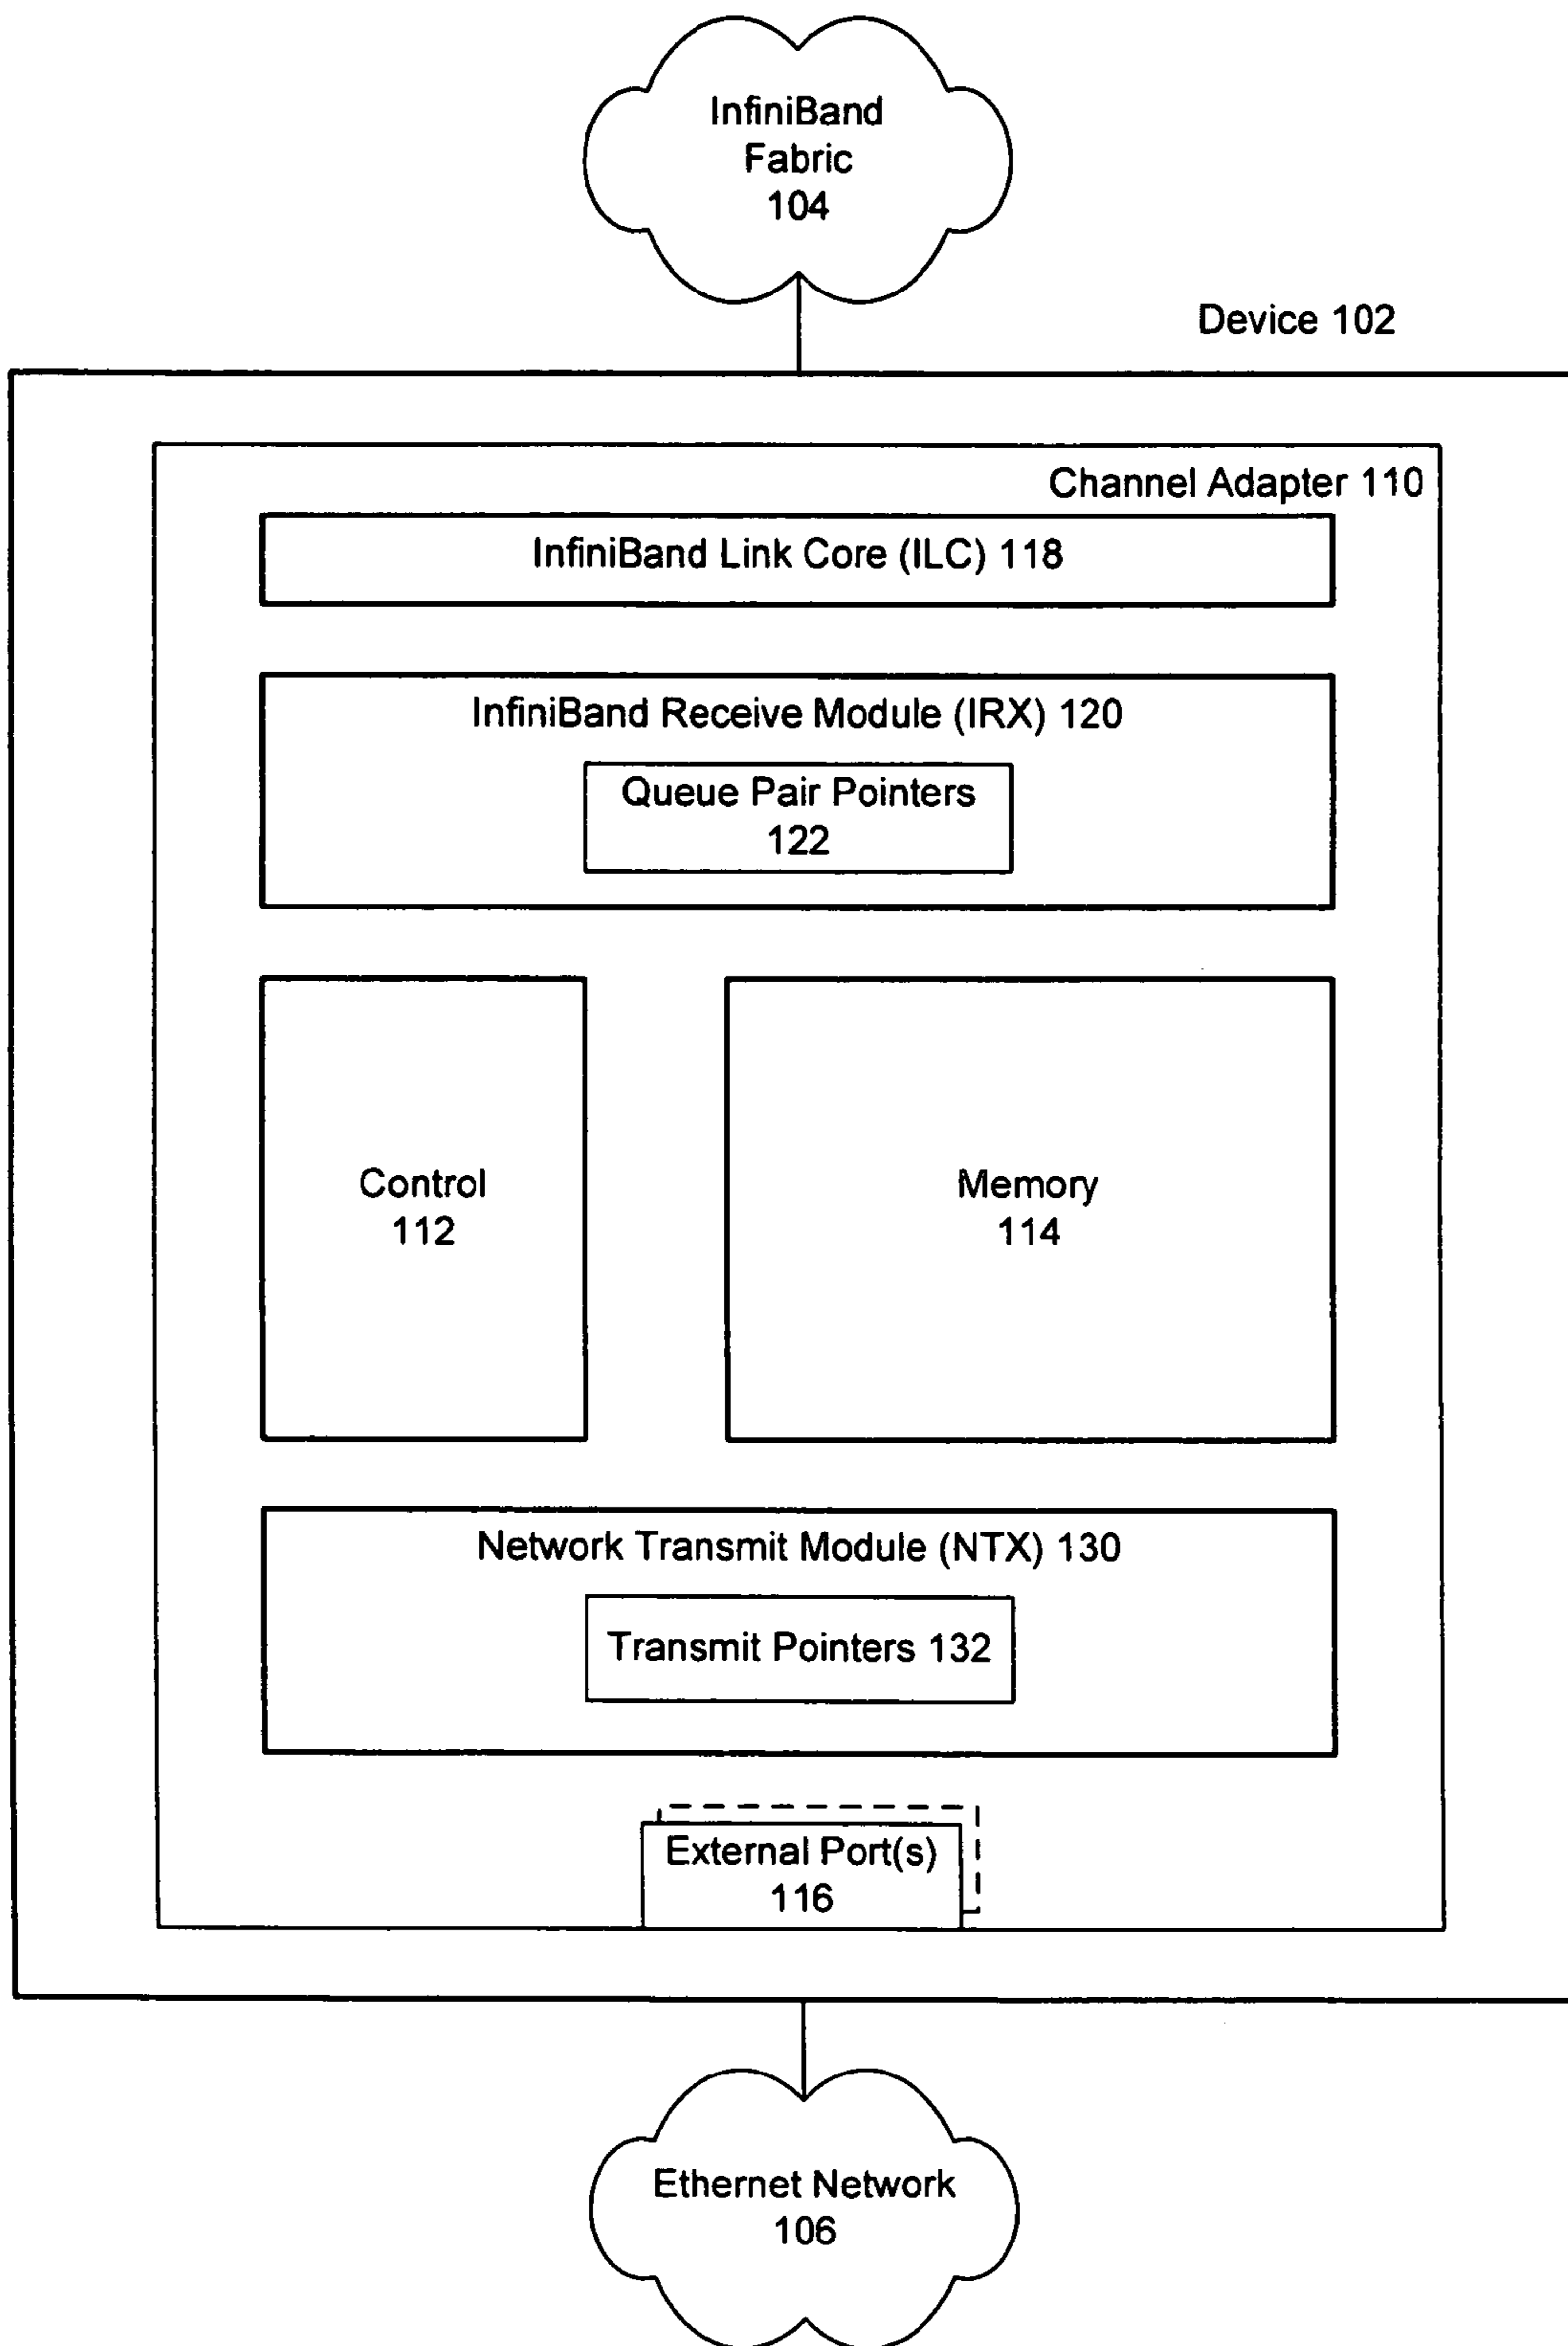 InfiniBand
Fabric
104
Device 102
Channel Adapter 110
InfiniBand Link Core (ILC) 118
InfiniBand Receive Module (IRX) 120
Queue Pair Pointers
122
Control
112
Memory
114
Network Transmit Module (NTX) 130
Transmit Pointers 132
External Port(s)
116
Ethernet Network
106